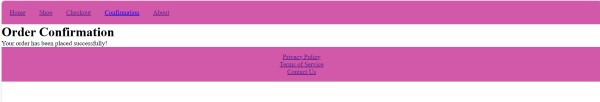 Home Shop Checkout Confirmation About
Order Confirmation
Your order has been placed successfully!
Privacy Policy
Terms of Service
Contact Us